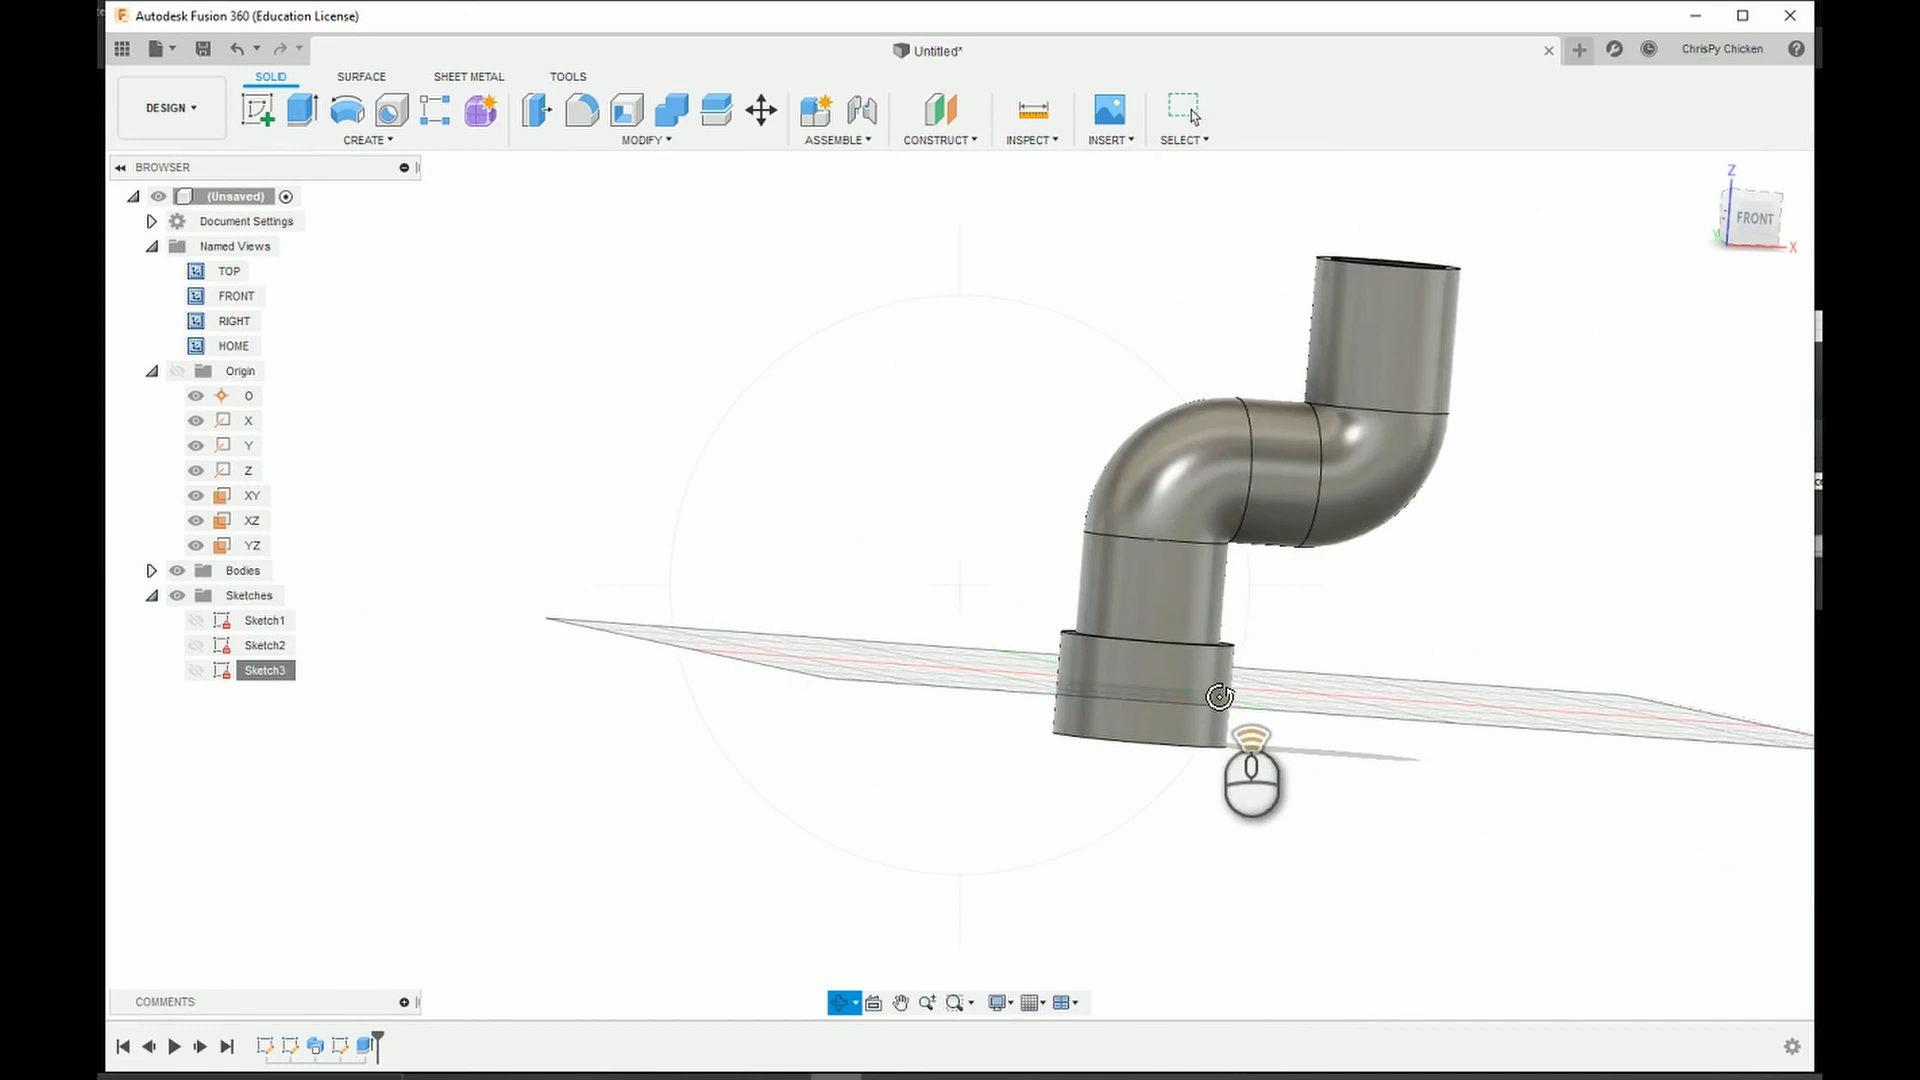 Autodesk Fusion 360 (Education License)
Untitled*
ChrisPy Chicken
SOLID SURFACE SHEET METAL TOOLS
DESIGN
CREATE MODIFY ASSEMBLE CONSTRUCT INSPECT INSERT SELECT
BROWSER
(Unsaved)
Document Settings
Named Views
TOP
FRONT
RIGHT
HOME
Origin
O
X
Y
Z
XY
XZ
YZ
Bodies
Sketches
Sketch1
Sketch2
Sketch3
Z
FRONT
X
COMMENTS